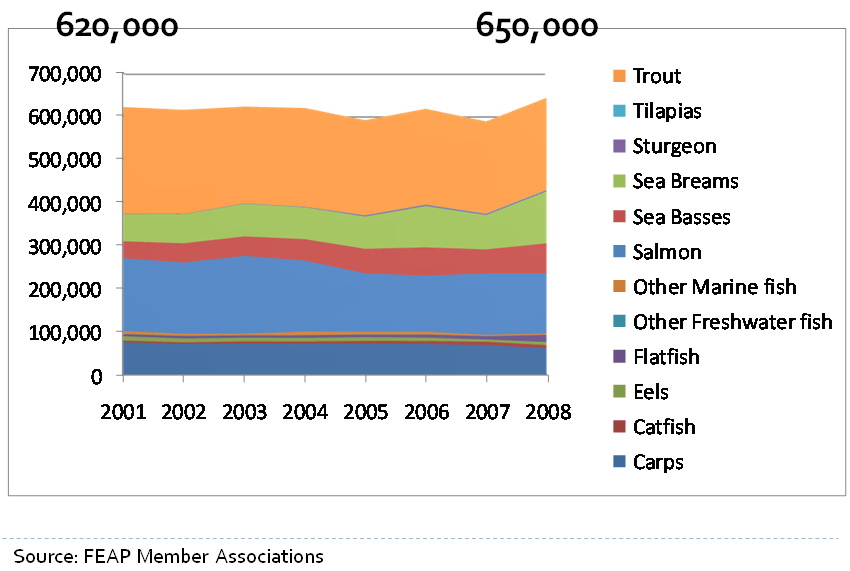 620,000 650,000
700,000
600,000
500,000
400,000
300,000
200,000
100,000
0
2001 2002 2003 2004 2005 2006 2007 2008
Trout
Tilapias
Sturgeon
Sea Breams
Sea Basses
Salmon
Other Marine fish
Other Freshwater fish
Flatfish
Eels
Catfish
Carps
Source: FEAP Member Associations